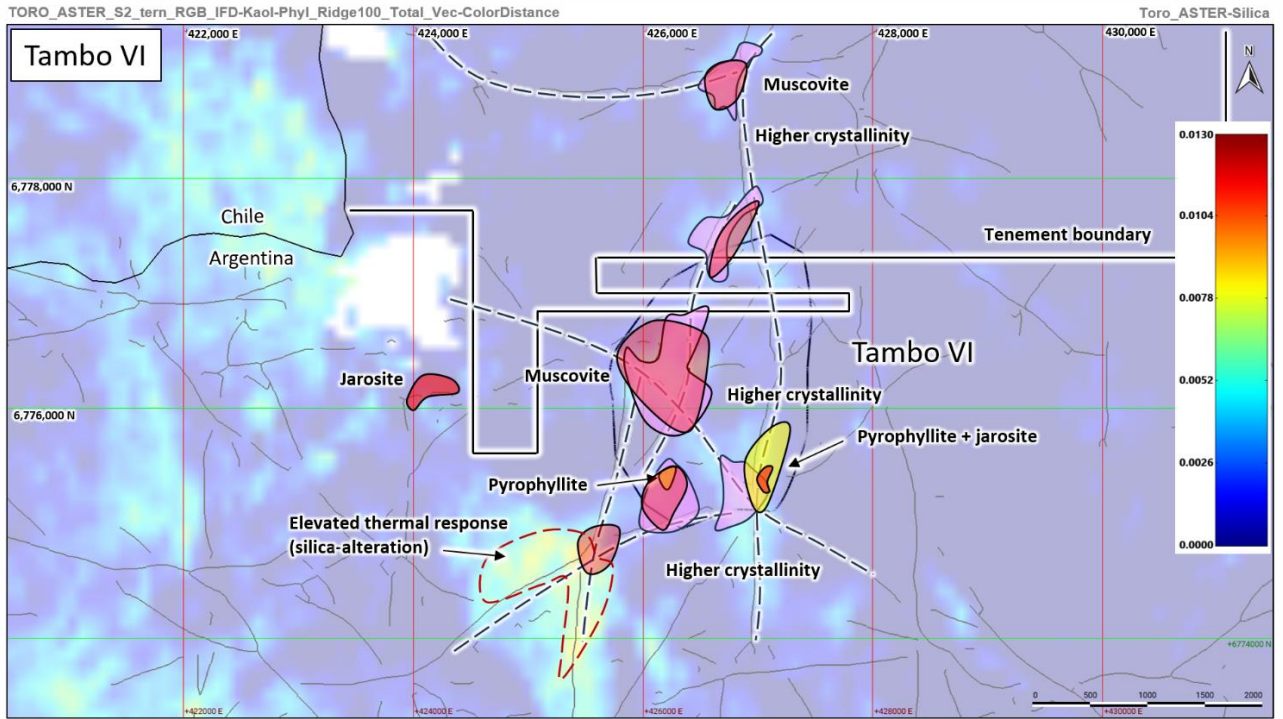 TORO_ASTER_S2_tern_RGB_IFD-Kaol-Phyl_Ridge100_Total_Vec-ColorDistance
Toro_ASTER-Silica
Tambo VI
422,000 E
424,000 E
426,000 E
428,000 E
430,000 E
N
Muscovite
Higher crystallinity
0.0130
6,778,000 N
Chile
0.0104
Tenement boundary
Argentina
0.0078
Tambo VI
Jarosite
Muscovite
0.0052
Higher crystallinity
6,776,000 N
Pyrophyllite + jarosite
0.0026
Pyrophyllite
Elevated thermal response
(silica-alteration)
0.0000
Higher crystallinity
+6774000 N
0
500
1000
1500
2000
+422000 E
+424000 E
+426000 E
+428000 E
+430000 E